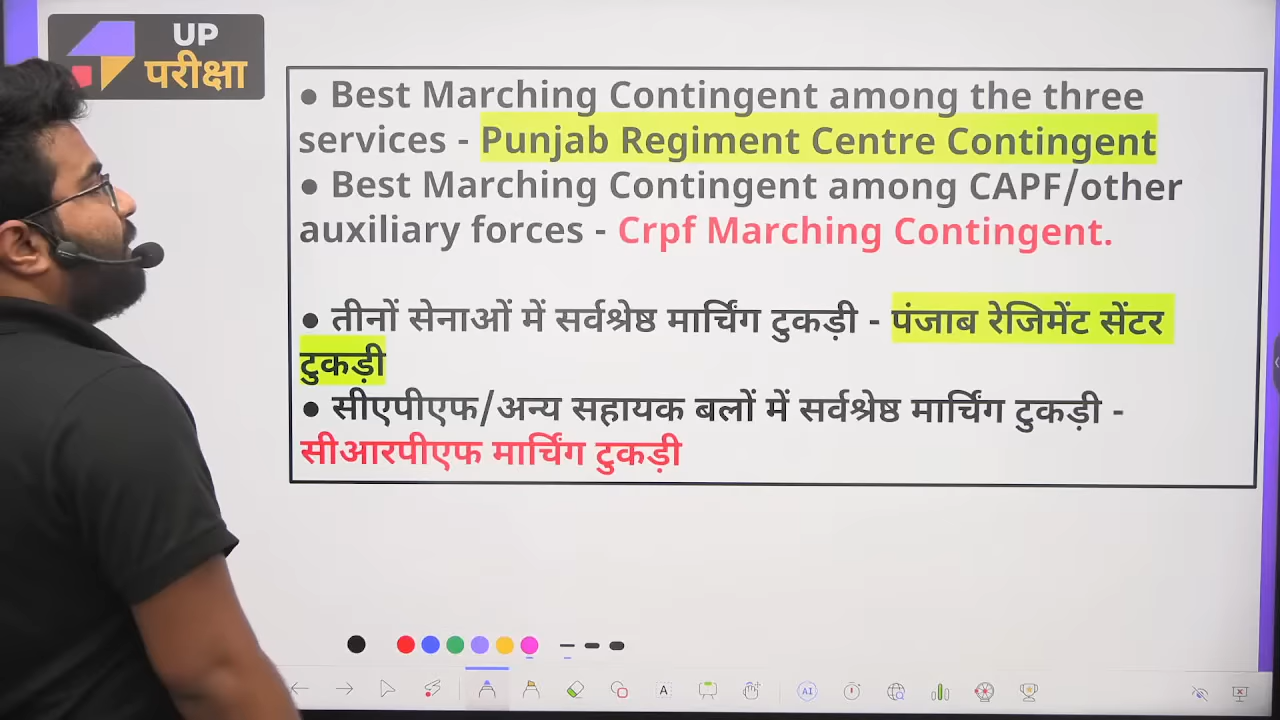 UP
परीक्षा
● Best Marching Contingent among the three
services - Punjab Regiment Centre Contingent
● Best Marching Contingent among CAPF/other
auxiliary forces - Crpf Marching Contingent.
● तीनों सेनाओं में सर्वश्रेष्ठ मार्चिंग टुकड़ी - पंजाब रेजिमेंट सेंटर
टुकड़ी
● सीएपीएफ/अन्य सहायक बलों में सर्वश्रेष्ठ मार्चिंग टुकड़ी -
सीआरपीएफ मार्चिंग टुकड़ी
A
AI